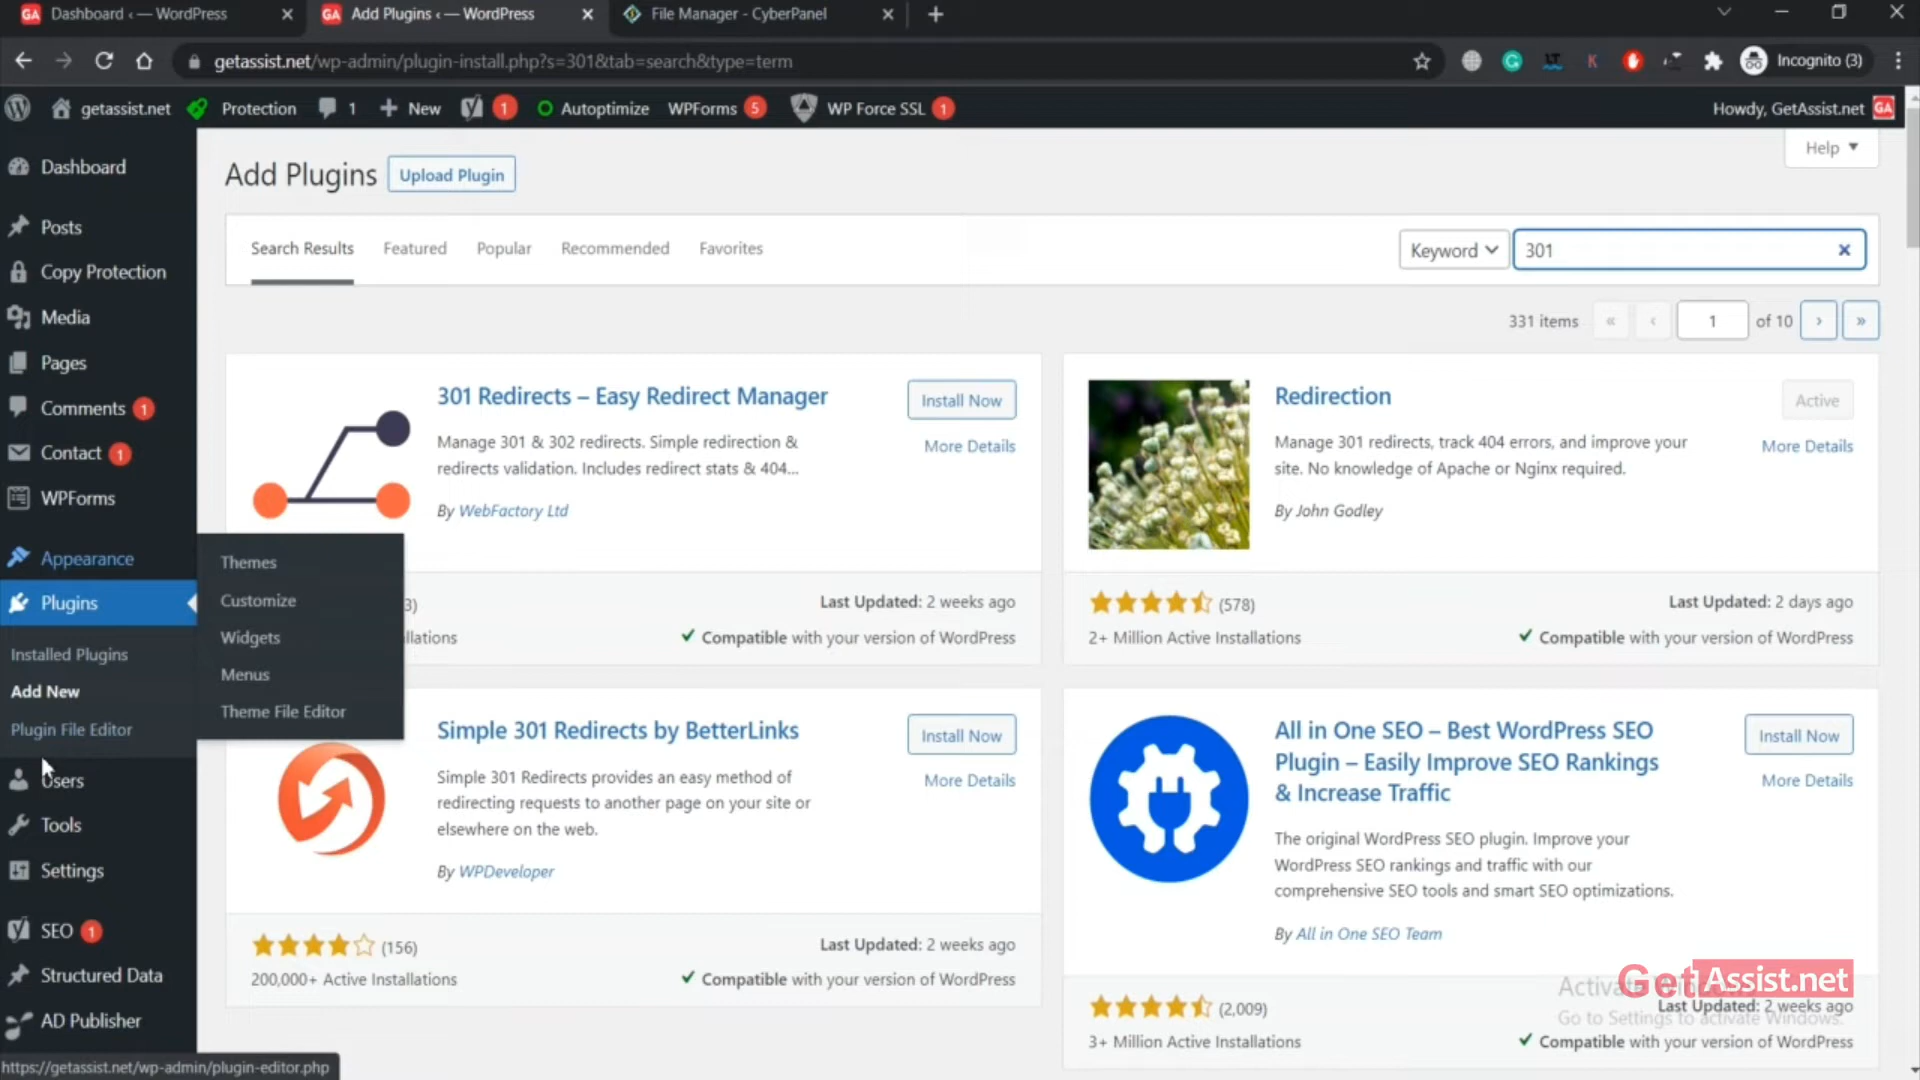 GA Dashboard ‹ — WordPress
GA Add Plugins ‹ — WordPress
File Manager - CyberPanel
getassist.net/wp-admin/plugin-install.php?s=301&tab=search&type=term
LT
K
Incognito (3)
getassist.net
Protection
1
New
1
Autoptimize
WPForms 5
WP Force SSL 1
Howdy, GetAssist.net GA
Dashboard
Posts
Copy Protection
Media
Pages
Comments 1
Contact 1
WPForms
Appearance
Plugins
Installed Plugins
Add New
Plugin File Editor
Users
Tools
Settings
SEO 1
Structured Data
AD Publisher
https://getassist.net/wp-admin/plugin-editor.php
Themes
Customize
Widgets
Menus
Theme File Editor
Help
Add Plugins
Upload Plugin
Search Results
Featured
Popular
Recommended
Favorites
Keyword
301
331 items
« ‹ 1 of 10 › »
301 Redirects – Easy Redirect Manager
Install Now
More Details
Manage 301 & 302 redirects. Simple redirection &
redirects validation. Includes redirect stats & 404...
By WebFactory Ltd
3)
Last Updated: 2 weeks ago
llations
Compatible with your version of WordPress
Redirection
Active
More Details
Manage 301 redirects, track 404 errors, and improve your
site. No knowledge of Apache or Nginx required.
By John Godley
(578)
Last Updated: 2 days ago
2+ Million Active Installations
Compatible with your version of WordPress
Simple 301 Redirects by BetterLinks
Install Now
More Details
Simple 301 Redirects provides an easy method of
redirecting requests to another page on your site or
elsewhere on the web.
By WPDeveloper
(156)
Last Updated: 2 weeks ago
200,000+ Active Installations
Compatible with your version of WordPress
All in One SEO – Best WordPress SEO
Plugin – Easily Improve SEO Rankings
& Increase Traffic
Install Now
More Details
The original WordPress SEO plugin. Improve your
WordPress SEO rankings and traffic with our
comprehensive SEO tools and smart SEO optimizations.
By All in One SEO Team
(2,009)
Last Updated: 2 weeks ago
3+ Million Active Installations
Compatible with your version of WordPress
GetAssist.net
Go to Settings to activate Windows.